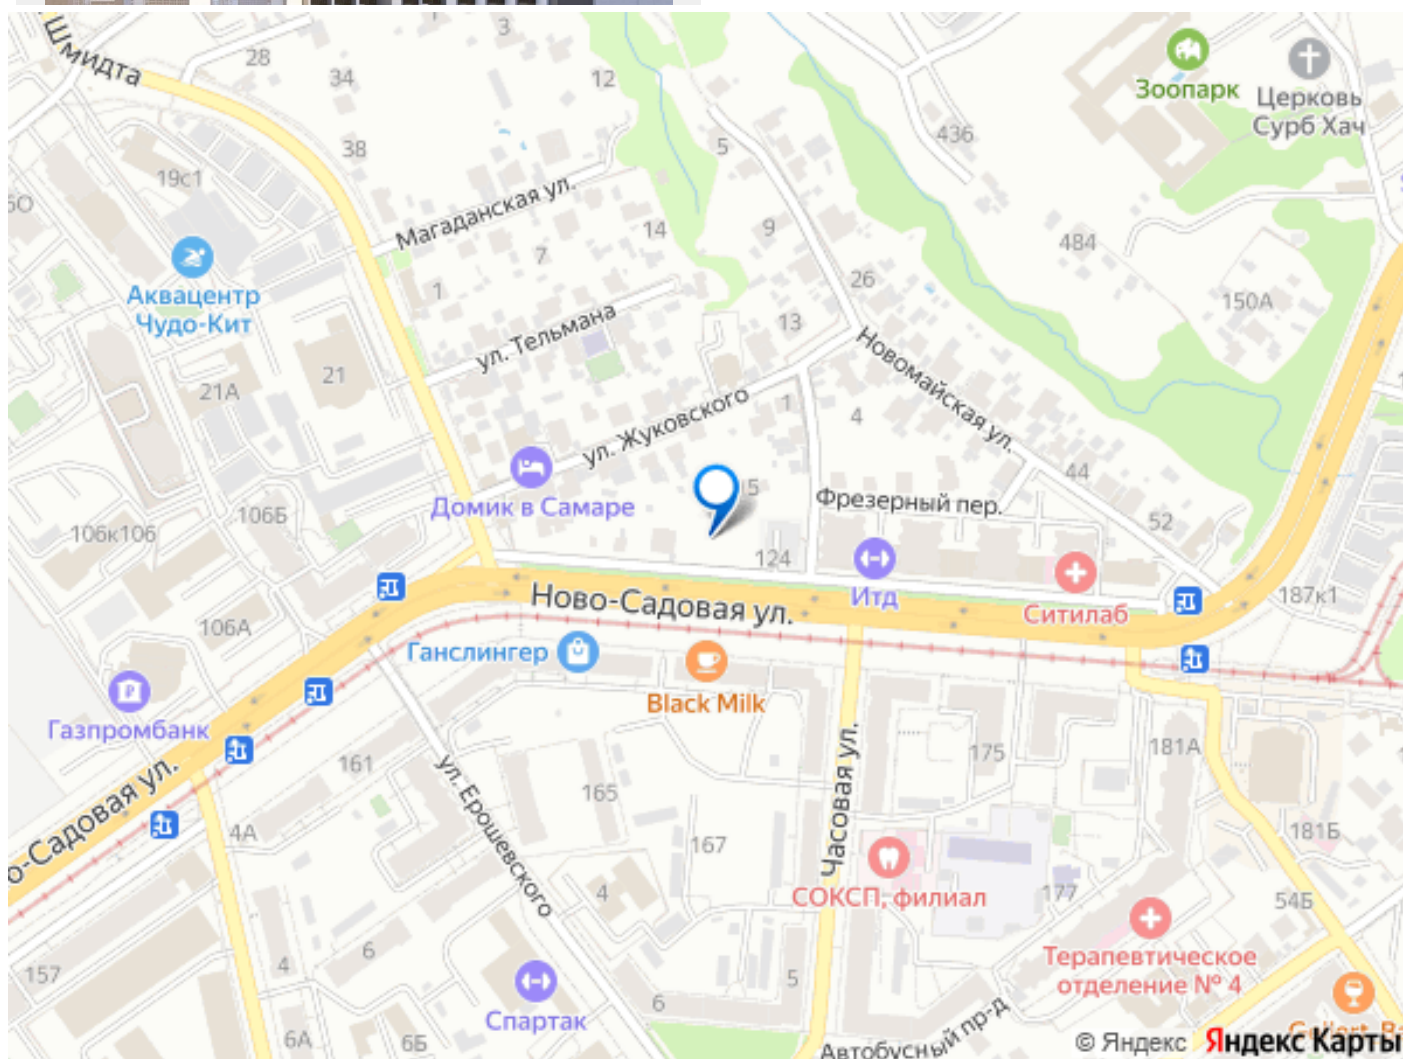 Шмидта
28
3
34
12
Зоопарк
Церковь
Сурб Хач
38
5
436
19с1
Магаданская ул.
14
9
484
7
26
1
Аквацентр
Чудо-Кит
13
150А
ул. Тельмана
Новомайская ул.
21
21А
ул. Жуковского
1
4
44
5
Домик в Самаре
Фрезерный пер.
52
106Б
106к106
124
Ново-Садовая ул.
Итд
Ситилаб
187к1
106А
Ганслингер
Black Milk
Газпромбанк
161
ул. Ерошевского
165
Часовая ул.
175
181А
о-Садовая ул.
4А
167
181Б
СОКСП, филиал
177
4
54Б
6
4
157
Терапевтическое
отделение № 4
5
Спартак
6
6А
6Б
Автобусный пр-д
© Яндекс Яндекс Карты